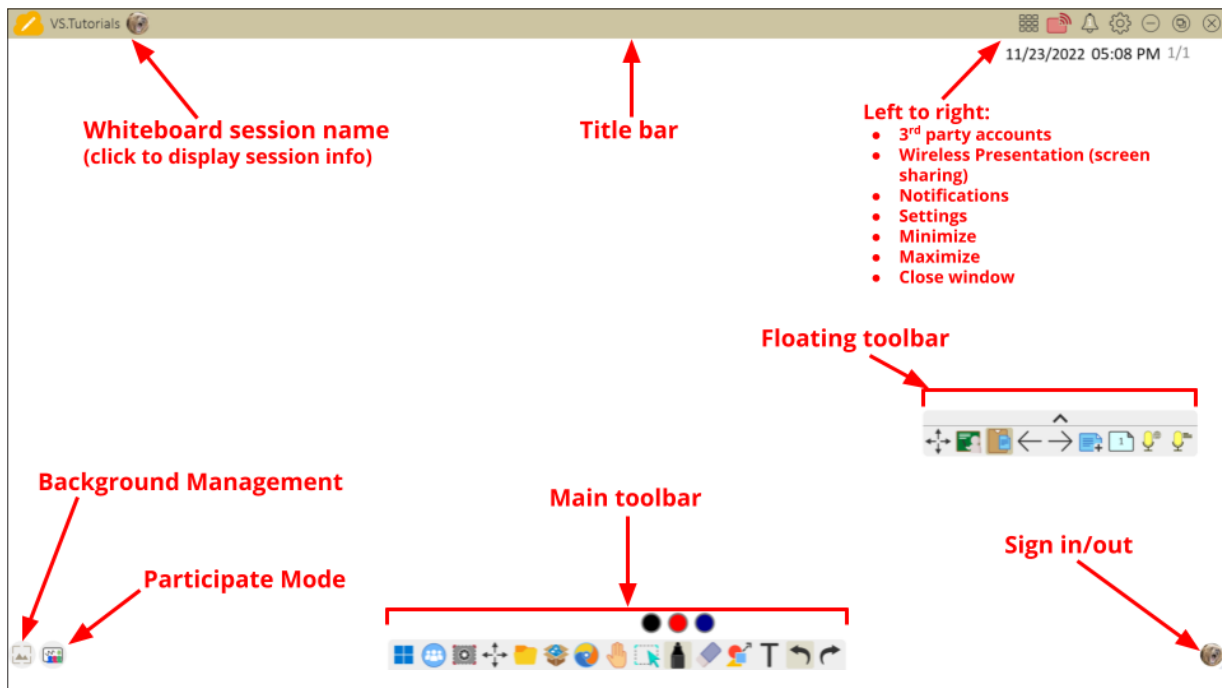 VS.Tutorials
11/23/2022 05:08 PM 1/1
Whiteboard session name
(click to display session info)
Title bar
Left to right:
● 3rd party accounts
● Wireless Presentation (screen
sharing)
● Notifications
● Settings
● Minimize
● Maximize
● Close window
Floating toolbar
1
Background Management
Main toolbar
Sign in/out
Participate Mode
T